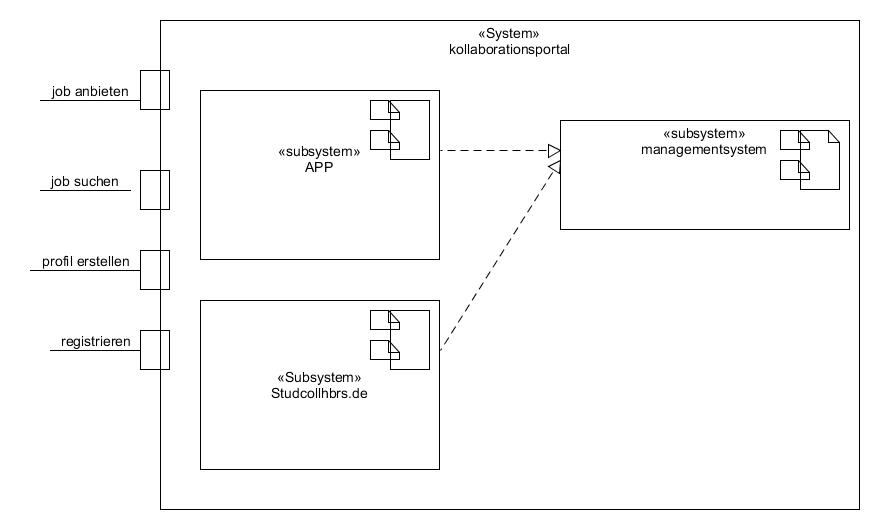 «System»
kollaborationsportal
job anbieten
job suchen
profil erstellen
registrieren
«subsystem»
APP
«subsystem»
managementsystem
«Subsystem»
Studcollhbrs.de